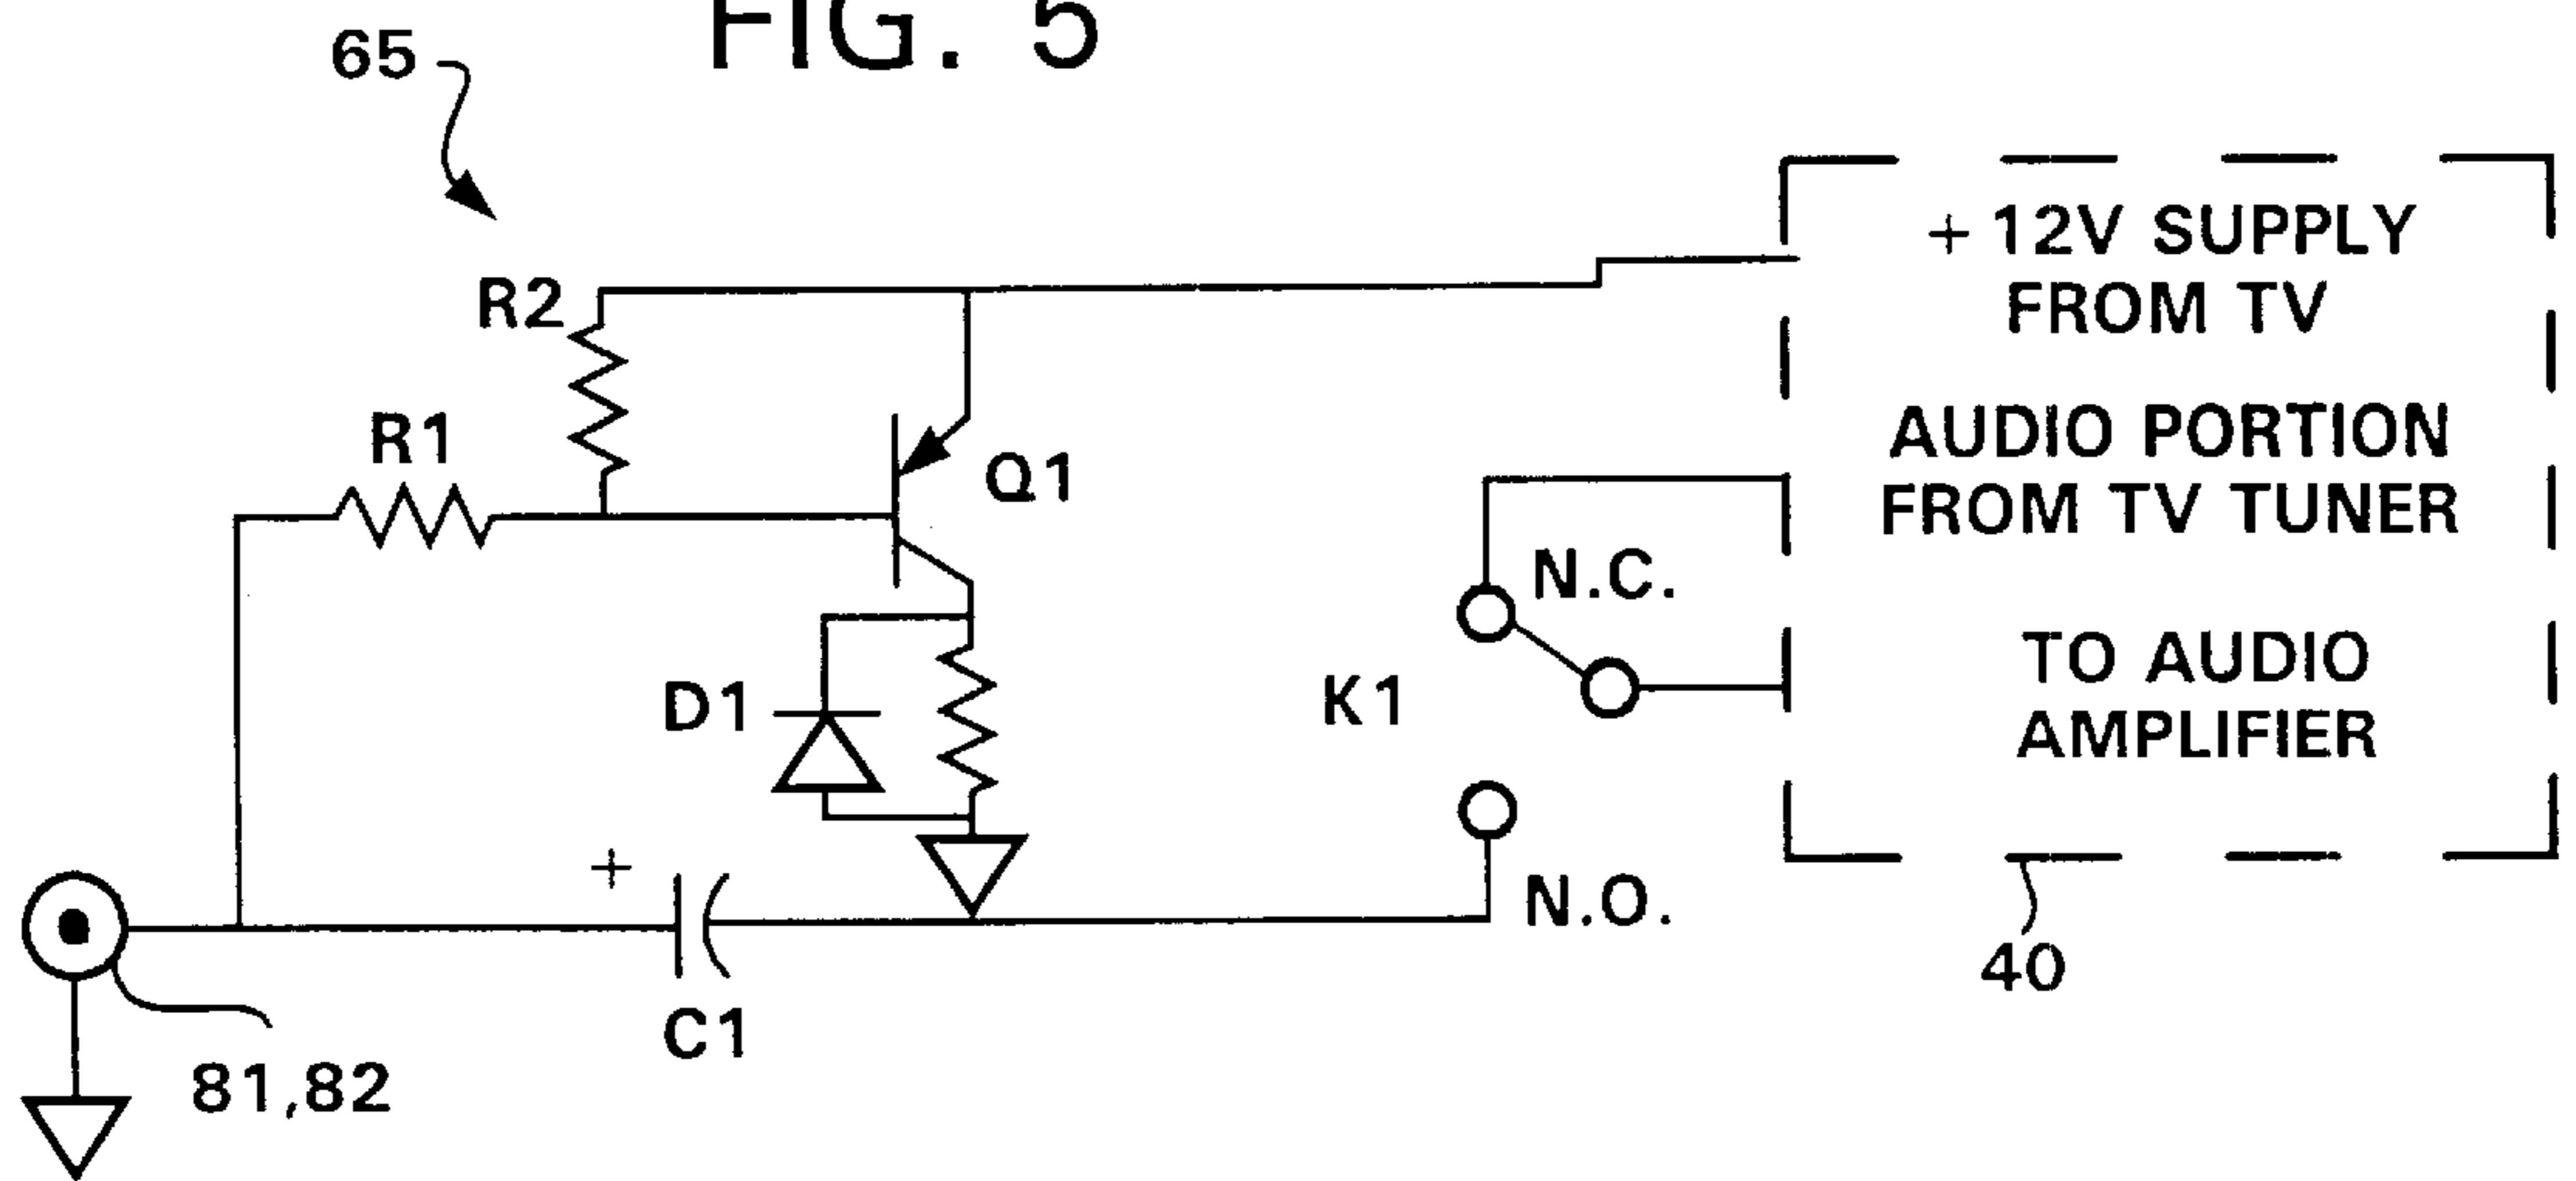 FIG. 5
65
R2
+ 12V SUPPLY
FROM TV
R1
Q1
AUDIO PORTION
FROM TV TUNER
N.C.
D1
K1
TO AUDIO
AMPLIFIER
+
N.O.
C1
40
81,82